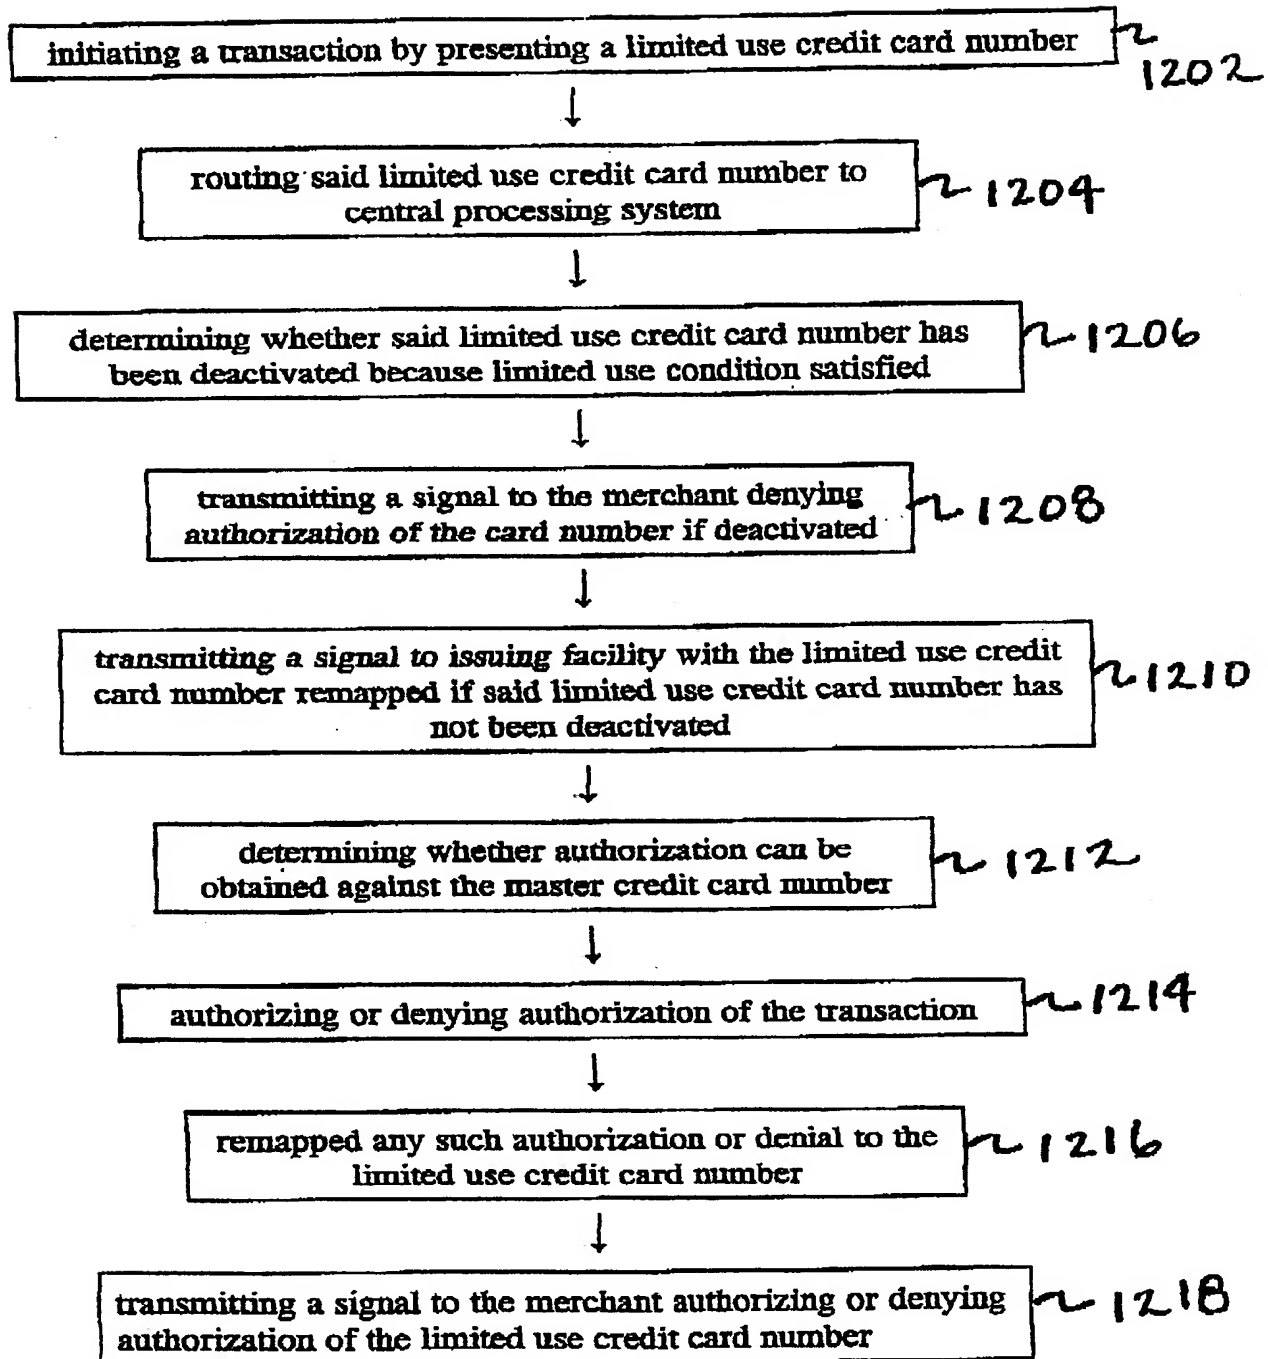 initiating a transaction by presenting a limited use credit card number
1202
routing said limited use credit card number to
central processing system
1204
determining whether said limited use credit card number has
been deactivated because limited use condition satisfied
1206
transmitting a signal to the merchant denying
authorization of the card number if deactivated
1208
transmitting a signal to issuing facility with the limited use credit
card number remapped if said limited use credit card number has
not been deactivated
1210
determining whether authorization can be
obtained against the master credit card number
1212
authorizing or denying authorization of the transaction
1214
remapped any such authorization or denial to the
limited use credit card number
1216
transmitting a signal to the merchant authorizing or denying
authorization of the limited use credit card number
1218